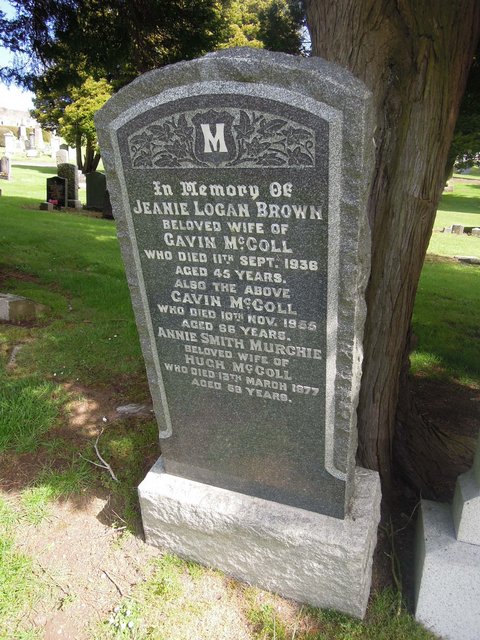 M
In Memory Of
JEANIE LOGAN BROWN
BELOVED WIFE OF
GAVIN McCOLL
WHO DIED 11TH SEPT. 1936
AGED 45 YEARS.
ALSO THE ABOVE
GAVIN McCOLL
WHO DIED 10TH NOV. 1955
AGED 66 YEARS.
ANNIE SMITH MURCHIE
BELOVED WIFE OF
HUGH McCOLL
WHO DIED 13TH MARCH 1977
AGED 59 YEARS.